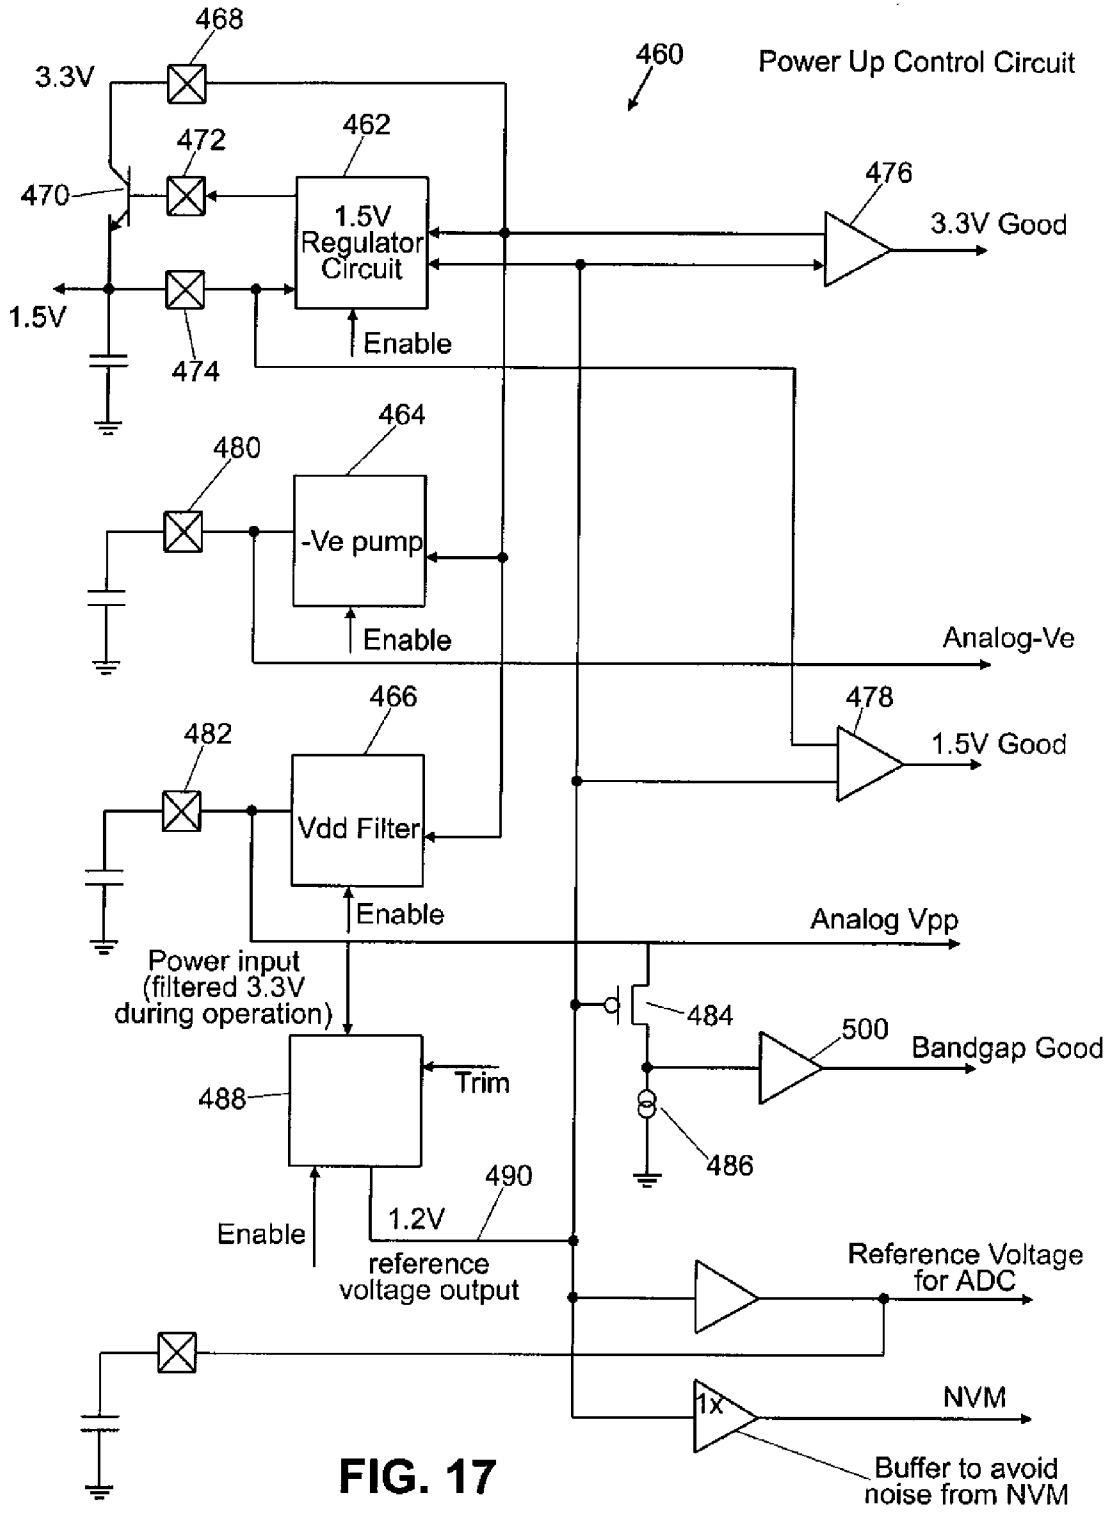 468
460
Power Up Control Circuit
3.3V
472
462
476
470
1.5V
Regulator
Circuit
3.3V Good
1.5V
474
Enable
464
480
-Ve pump
Enable
Analog-Ve
466
478
482
1.5V Good
Vdd Filter
Enable
Analog Vpp
Power input
(filtered 3.3V
during operation)
484
500
Bandgap Good
Trim
488
486
490
1.2V
Enable
reference
voltage output
Reference Voltage
for ADC
1x
NVM
FIG. 17
Buffer to avoid
noise from NVM